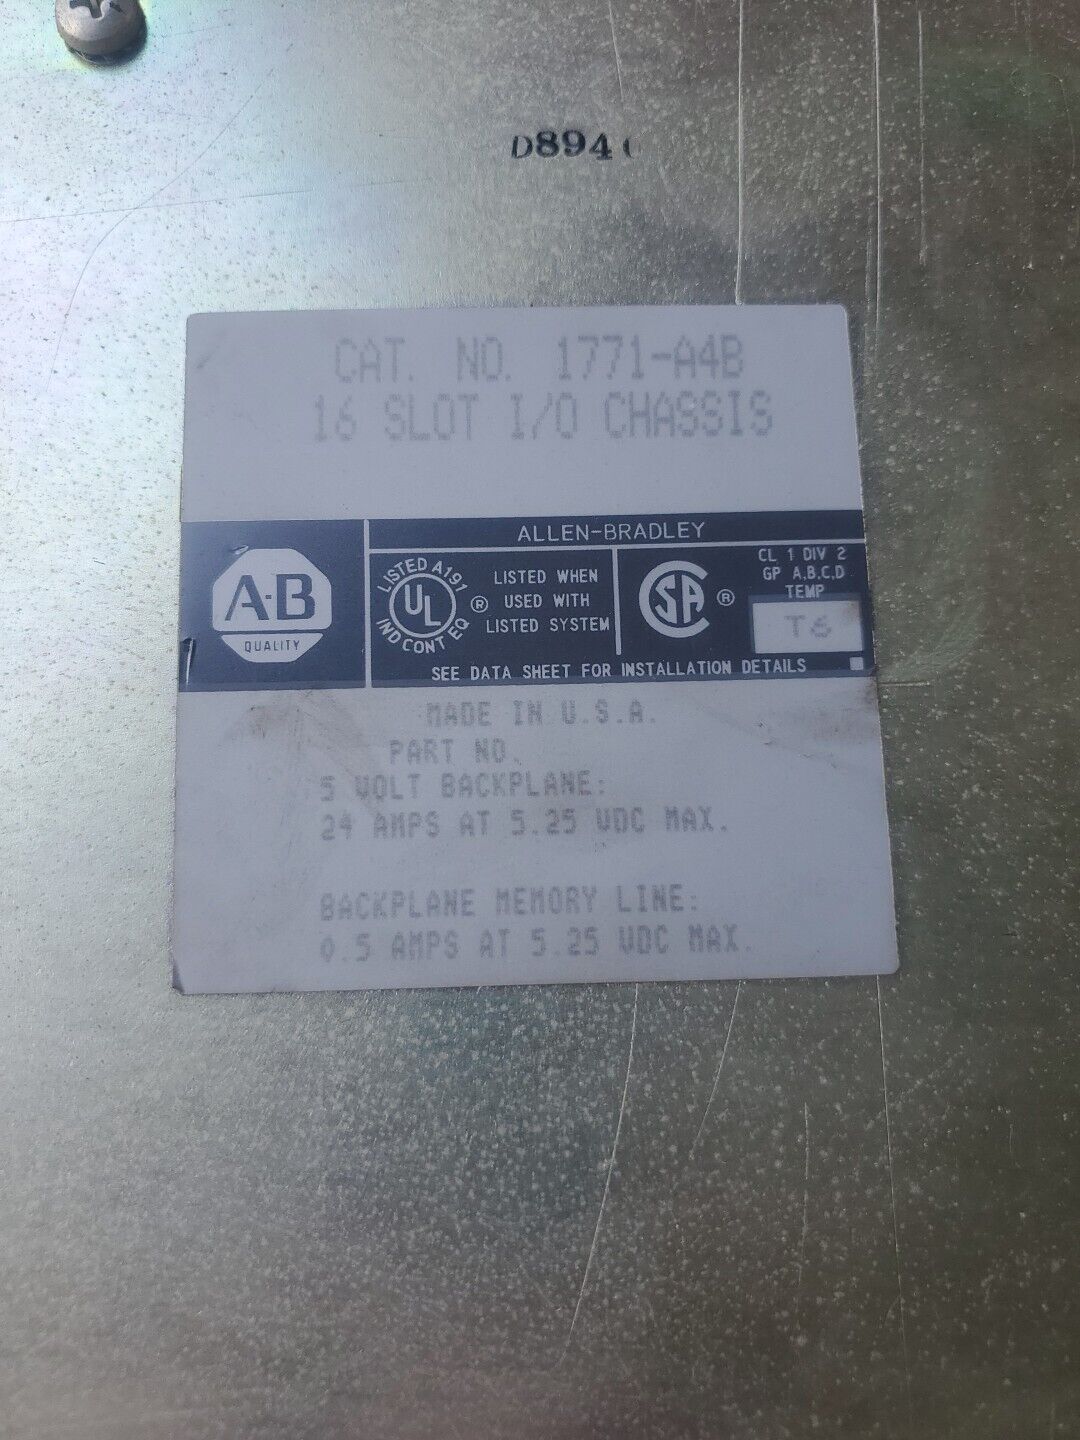 D894
CAT. NO. 1771-A4B
16 SLOT I/O CHASSIS
ALLEN-BRADLEY
A-B
QUALITY
LISTED A191
UL
IND CONT EQ
®
LISTED WHEN
USED WITH
LISTED SYSTEM
SA
®
CL 1 DIV 2
GP A,B,C,D
TEMP
T6
SEE DATA SHEET FOR INSTALLATION DETAILS
MADE IN U.S.A.
PART NO.
5 VOLT BACKPLANE:
24 AMPS AT 5.25 VDC MAX.
BACKPLANE MEMORY LINE:
0.5 AMPS AT 5.25 VDC MAX.